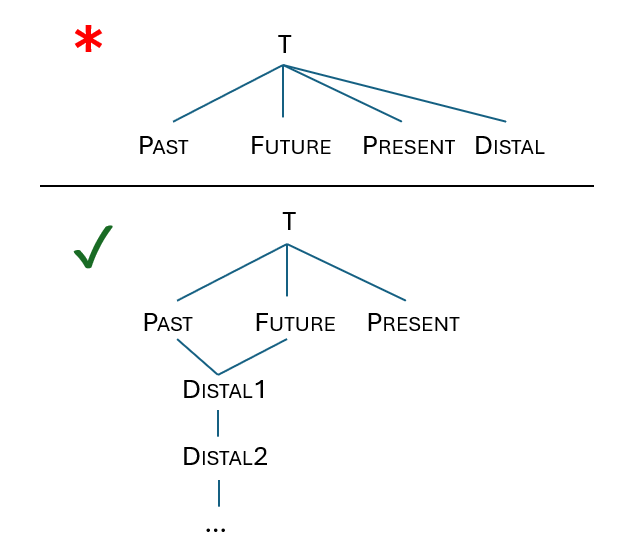 *
T
Past Future Present Distal
✓
T
Past Future Present
Distal1
Distal2
...